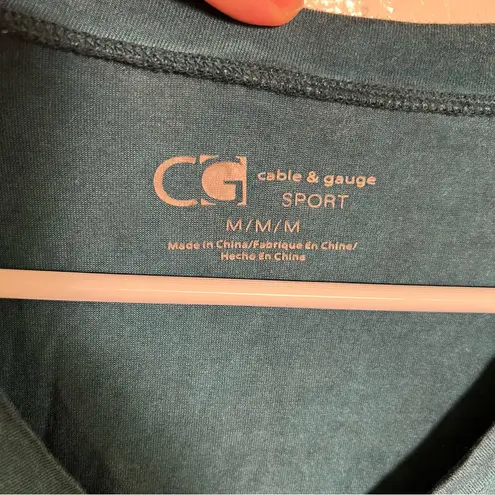 CG cable & gauge
SPORT
M/M/M
Made In China/Fabrique En Chine/
Hecho En China